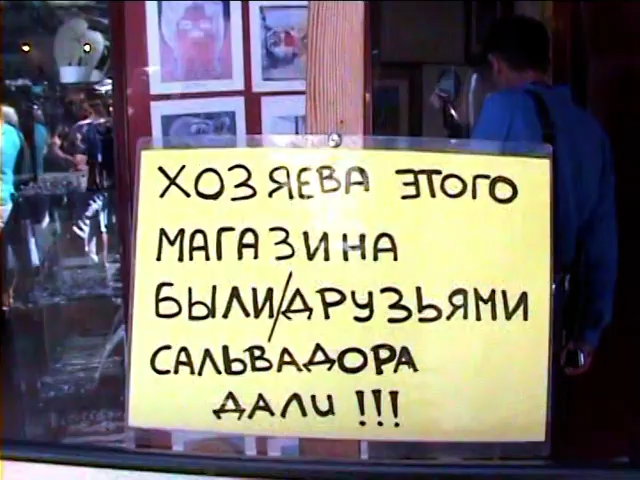 ХОЗЯЕВА ЭТОГО
МАГАЗИНА
БЫЛИ/ДРУЗЬЯМИ
САЛЬВАДОРА
ДАЛИ !!!